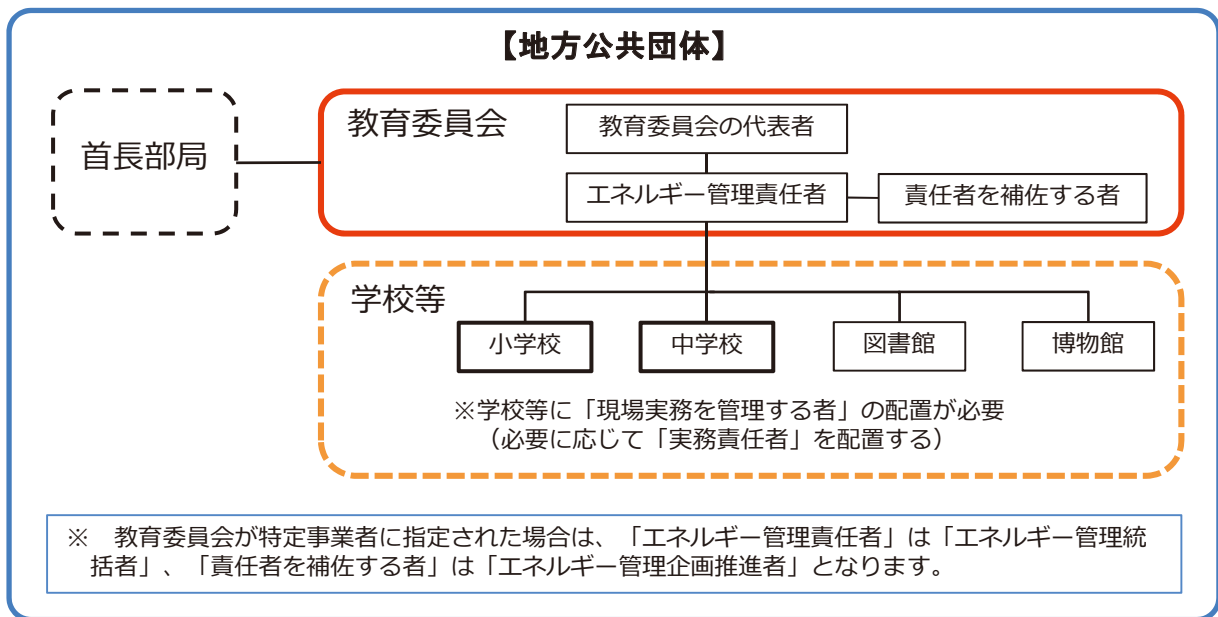 【地方公共団体】
首長部局
教育委員会
教育委員会の代表者
エネルギー管理責任者
責任者を補佐する者
学校等
小学校
中学校
図書館
博物館
※学校等に「現場実務を管理する者」の配置が必要
（必要に応じて「実務責任者」を配置する）
※　教育委員会が特定事業者に指定された場合は、「エネルギー管理責任者」は「エネルギー管理統
括者」、「責任者を補佐する者」は「エネルギー管理企画推進者」となります。